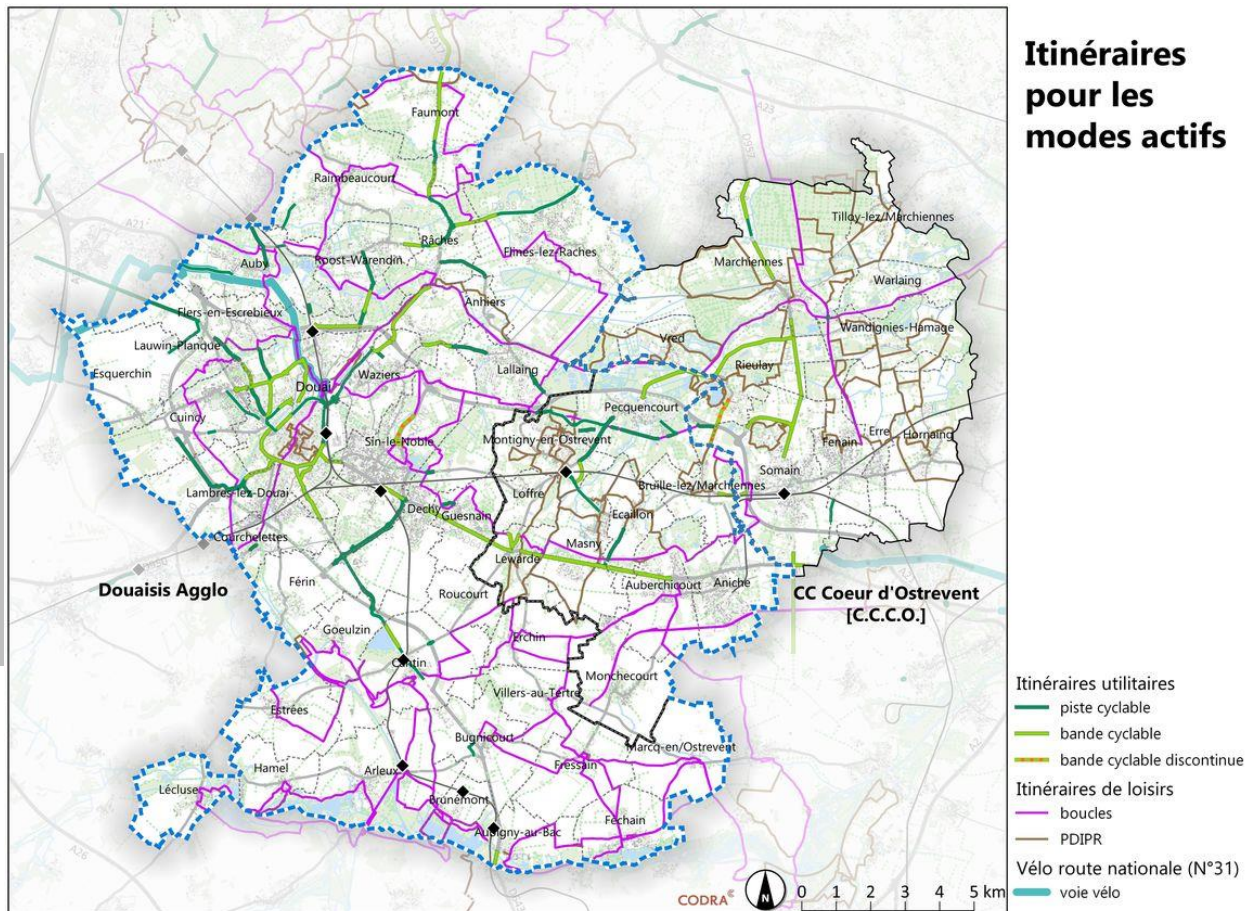 Itinéraires
pour les
modes actifs
Faumont
Raimbeaucourt
Tilloy-lez/Marchiennes
Râches
Flines-lez-Raches
Marchiennes
Auby
Roost-Warendin
Warlaing
Anhiers
Flers-en-Escrebieux
Wandignies-Hamage
Vred
Lauwin-Planque
Rieulay
Esquerchin
Waziers
Lallaing
Douai
Pecquencourt
Cuincy
Sin-le-Noble
Montigny-en-Ostrevent
Fenain
Erre
Hornaing
Somain
Bruille-lez/Marchiennes
Lambres-lez-Douai
Loffre
Dechy
Guesnain
Ecaillon
Courchelettes
Masny
Lewarde
Férin
Auberchicourt
Aniche
Douaisis Agglo
CC Coeur d'Ostrevent
[C.C.C.O.]
Roucourt
Goeulzin
Erchin
Cantin
Monchecourt
Villers-au-Tertre
Estrées
Bugnicourt
Marcq-en/Ostrevent
Hamel
Arleux
Fressain
Lécluse
Brunémont
Féchain
Aubigny-au-Bac
A21
A23
D957
A26
Itinéraires utilitaires
piste cyclable
bande cyclable
bande cyclable discontinue
Itinéraires de loisirs
boucles
PDIPR
Vélo route nationale (N°31)
voie vélo
CODRA
N
0 1 2 3 4 5 km